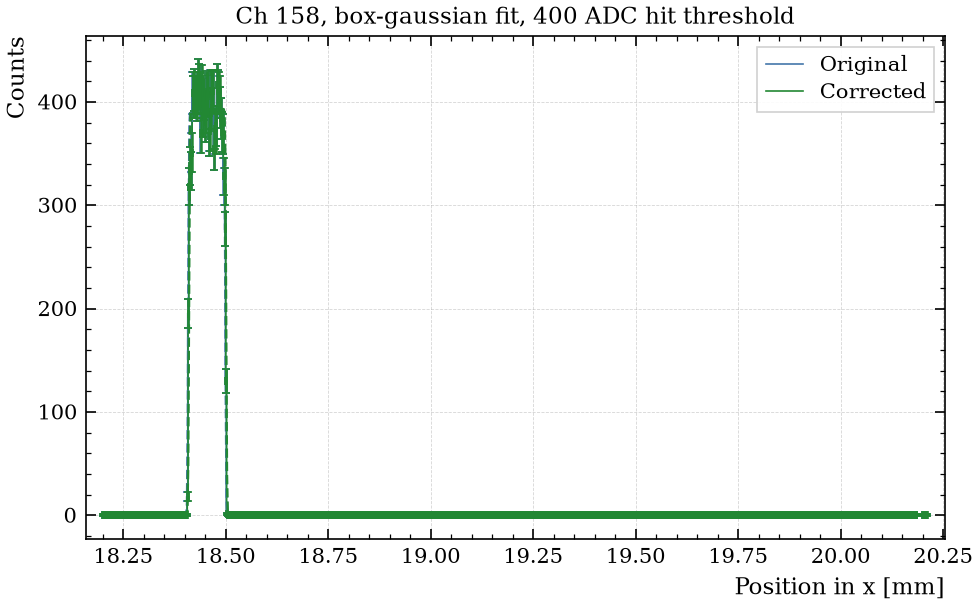 Ch 158, box-gaussian fit, 400 ADC hit threshold
Counts
Original
Corrected
400
300
200
100
0
18.25 18.50 18.75 19.00 19.25 19.50 19.75 20.00 20.25
Position in x [mm]